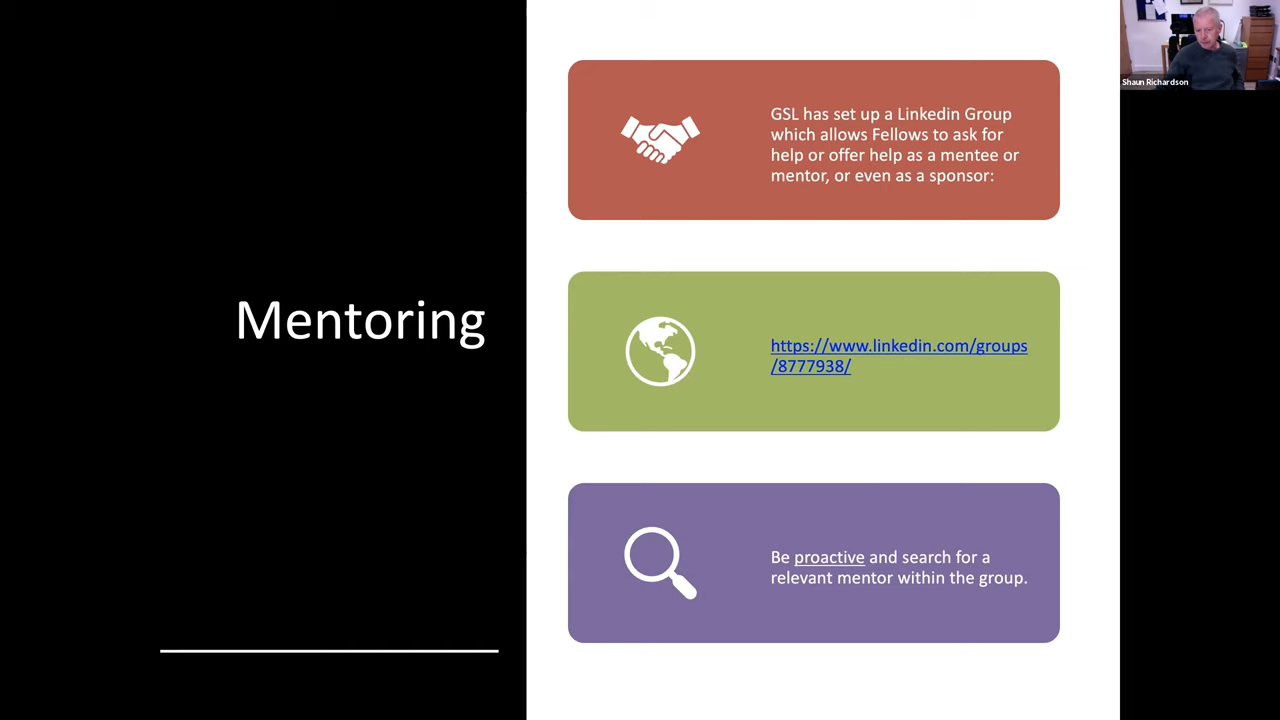 Mentoring
GSL has set up a Linkedin Group
which allows Fellows to ask for
help or offer help as a mentee or
mentor, or even as a sponsor:
https://www.linkedin.com/groups
/8777938/
Be proactive and search for a
relevant mentor within the group.
Shaun Richardson